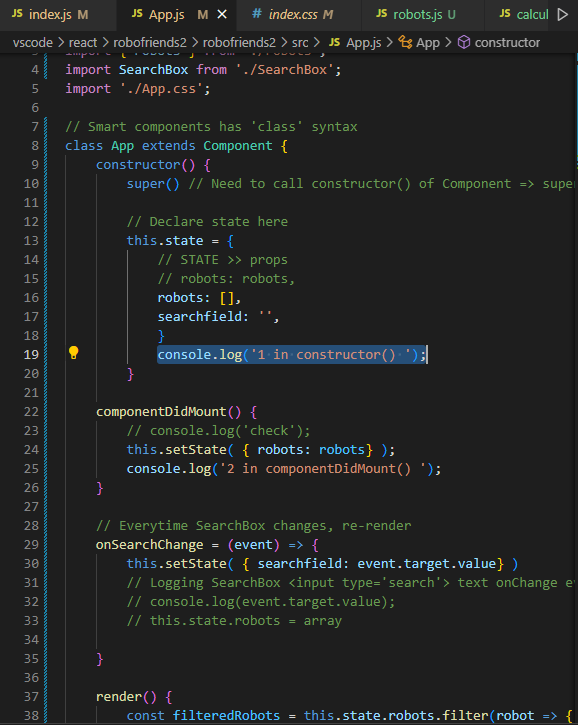 JS index.js M JS App.js M × # index.css M JS robots.js U JS calcul
vscode > react > robofriends2 > robofriends2 > src > JS App.js > App > constructor
4 import SearchBox from './SearchBox';
5 import './App.css';
6
7 // Smart components has 'class' syntax
8 class App extends Component {
9 constructor() {
10 super() // Need to call constructor() of Component => supe
11
12 // Declare state here
13 this.state = {
14 // STATE >> props
15 // robots: robots,
16 robots: [],
17 searchfield: '',
18 }
19 console.log('1 in constructor() ');
20 }
21
22 componentDidMount() {
23 // console.log('check');
24 this.setState( { robots: robots} );
25 console.log('2 in componentDidMount() ');
26 }
27
28 // Everytime SearchBox changes, re-render
29 onSearchChange = (event) => {
30 this.setState( { searchfield: event.target.value} )
31 // Logging SearchBox <input type='search'> text onChange e
32 // console.log(event.target.value);
33 // this.state.robots = array
34
35 }
36
37 render() {
38 const filteredRobots = this.state.robots.filter(robot => {